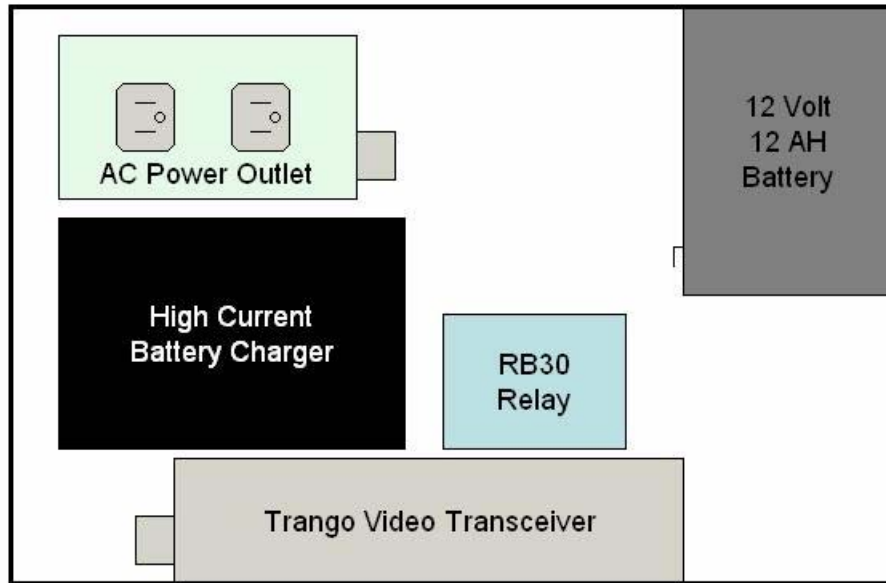 AC Power Outlet
12 Volt
12 AH
Battery
High Current
Battery Charger
RB30
Relay
Trango Video Transceiver